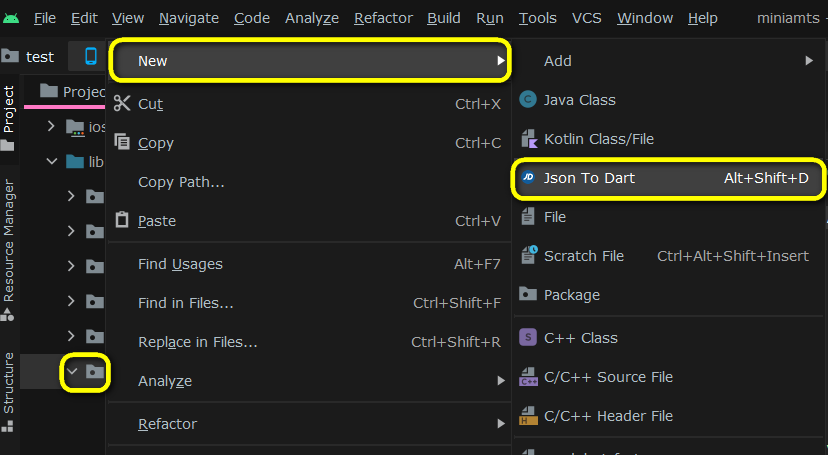 File Edit View Navigate Code Analyze Refactor Build Run Tools VCS Window Help miniamts -
test
Project
Resource Manager
Structure
Projec
ios
lib
New
Cut Ctrl+X
Copy Ctrl+C
Copy Path...
Paste Ctrl+V
Find Usages Alt+F7
Find in Files... Ctrl+Shift+F
Replace in Files... Ctrl+Shift+R
Analyze
Refactor
Add
Java Class
Kotlin Class/File
JD Json To Dart Alt+Shift+D
File
Scratch File Ctrl+Alt+Shift+Insert
Package
S C++ Class
C++ C/C++ Source File
H C/C++ Header File